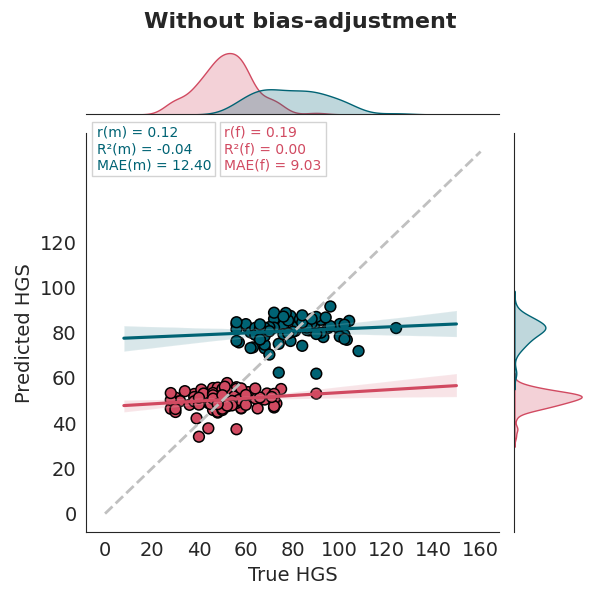 Without bias-adjustment
r(m) = 0.12
R²(m) = -0.04
MAE(m) = 12.40
r(f) = 0.19
R²(f) = 0.00
MAE(f) = 9.03
120
100
80
60
40
20
0
Predicted HGS
0 20 40 60 80 100 120 140 160
True HGS